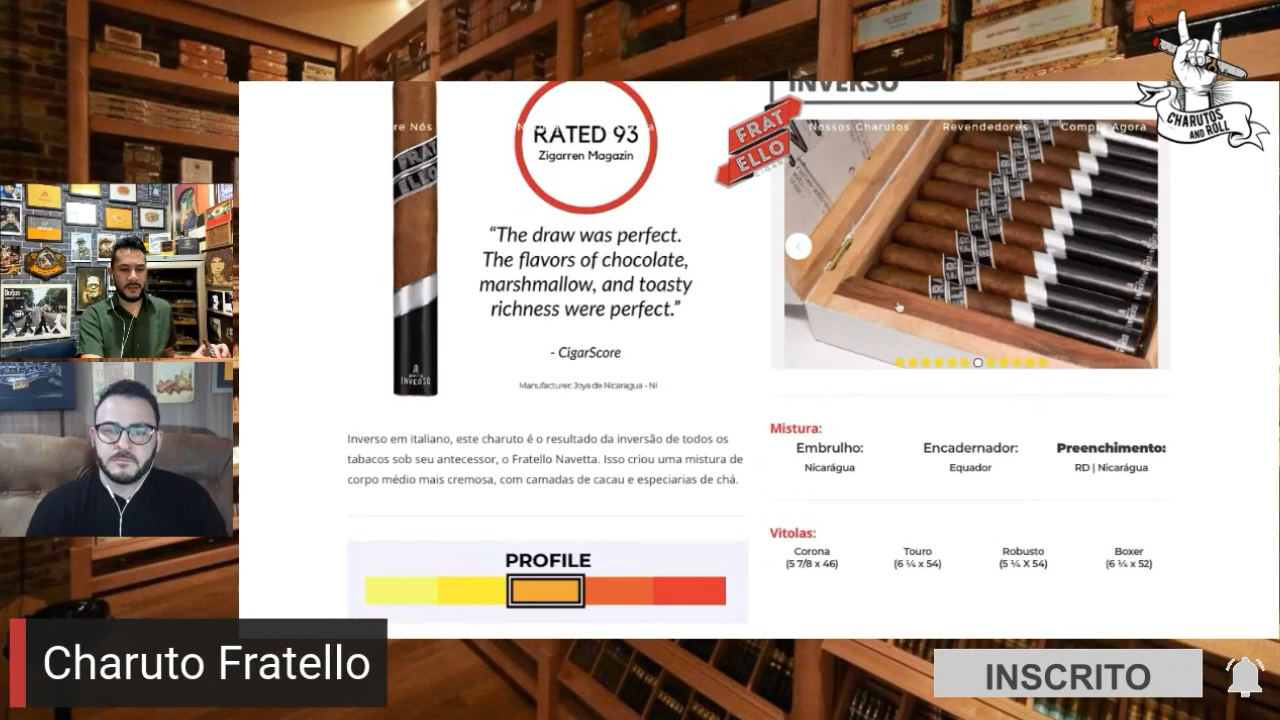 INVERSO
RATED 93
Zigarren Magazin
re Nós
FRAT
ELLO
Nossos Charutos
Revendedores
Compre Agora
CHARUTOS
AND ROLL
FRAT
ELLO
“The draw was perfect.
The flavors of chocolate,
marshmallow, and toasty
richness were perfect.”
- CigarScore
Manufacturer: Joya de Nicaragua - NI
INVERSO
Inverso em italiano, este charuto é o resultado da inversão de todos os
tabacos sob seu antecessor, o Fratello Navetta. Isso criou uma mistura de
corpo médio mais cremosa, com camadas de cacau e especiarias de chá.
PROFILE
Mistura:
Embrulho: Encadernador: Preenchimento:
Nicarágua Equador RD | Nicarágua
Vitolas:
Corona Touro Robusto Boxer
(5 7/8 x 46) (6 ¼ x 54) (5 ¼ X 54) (6 ¼ x 52)
Charuto Fratello
INSCRITO